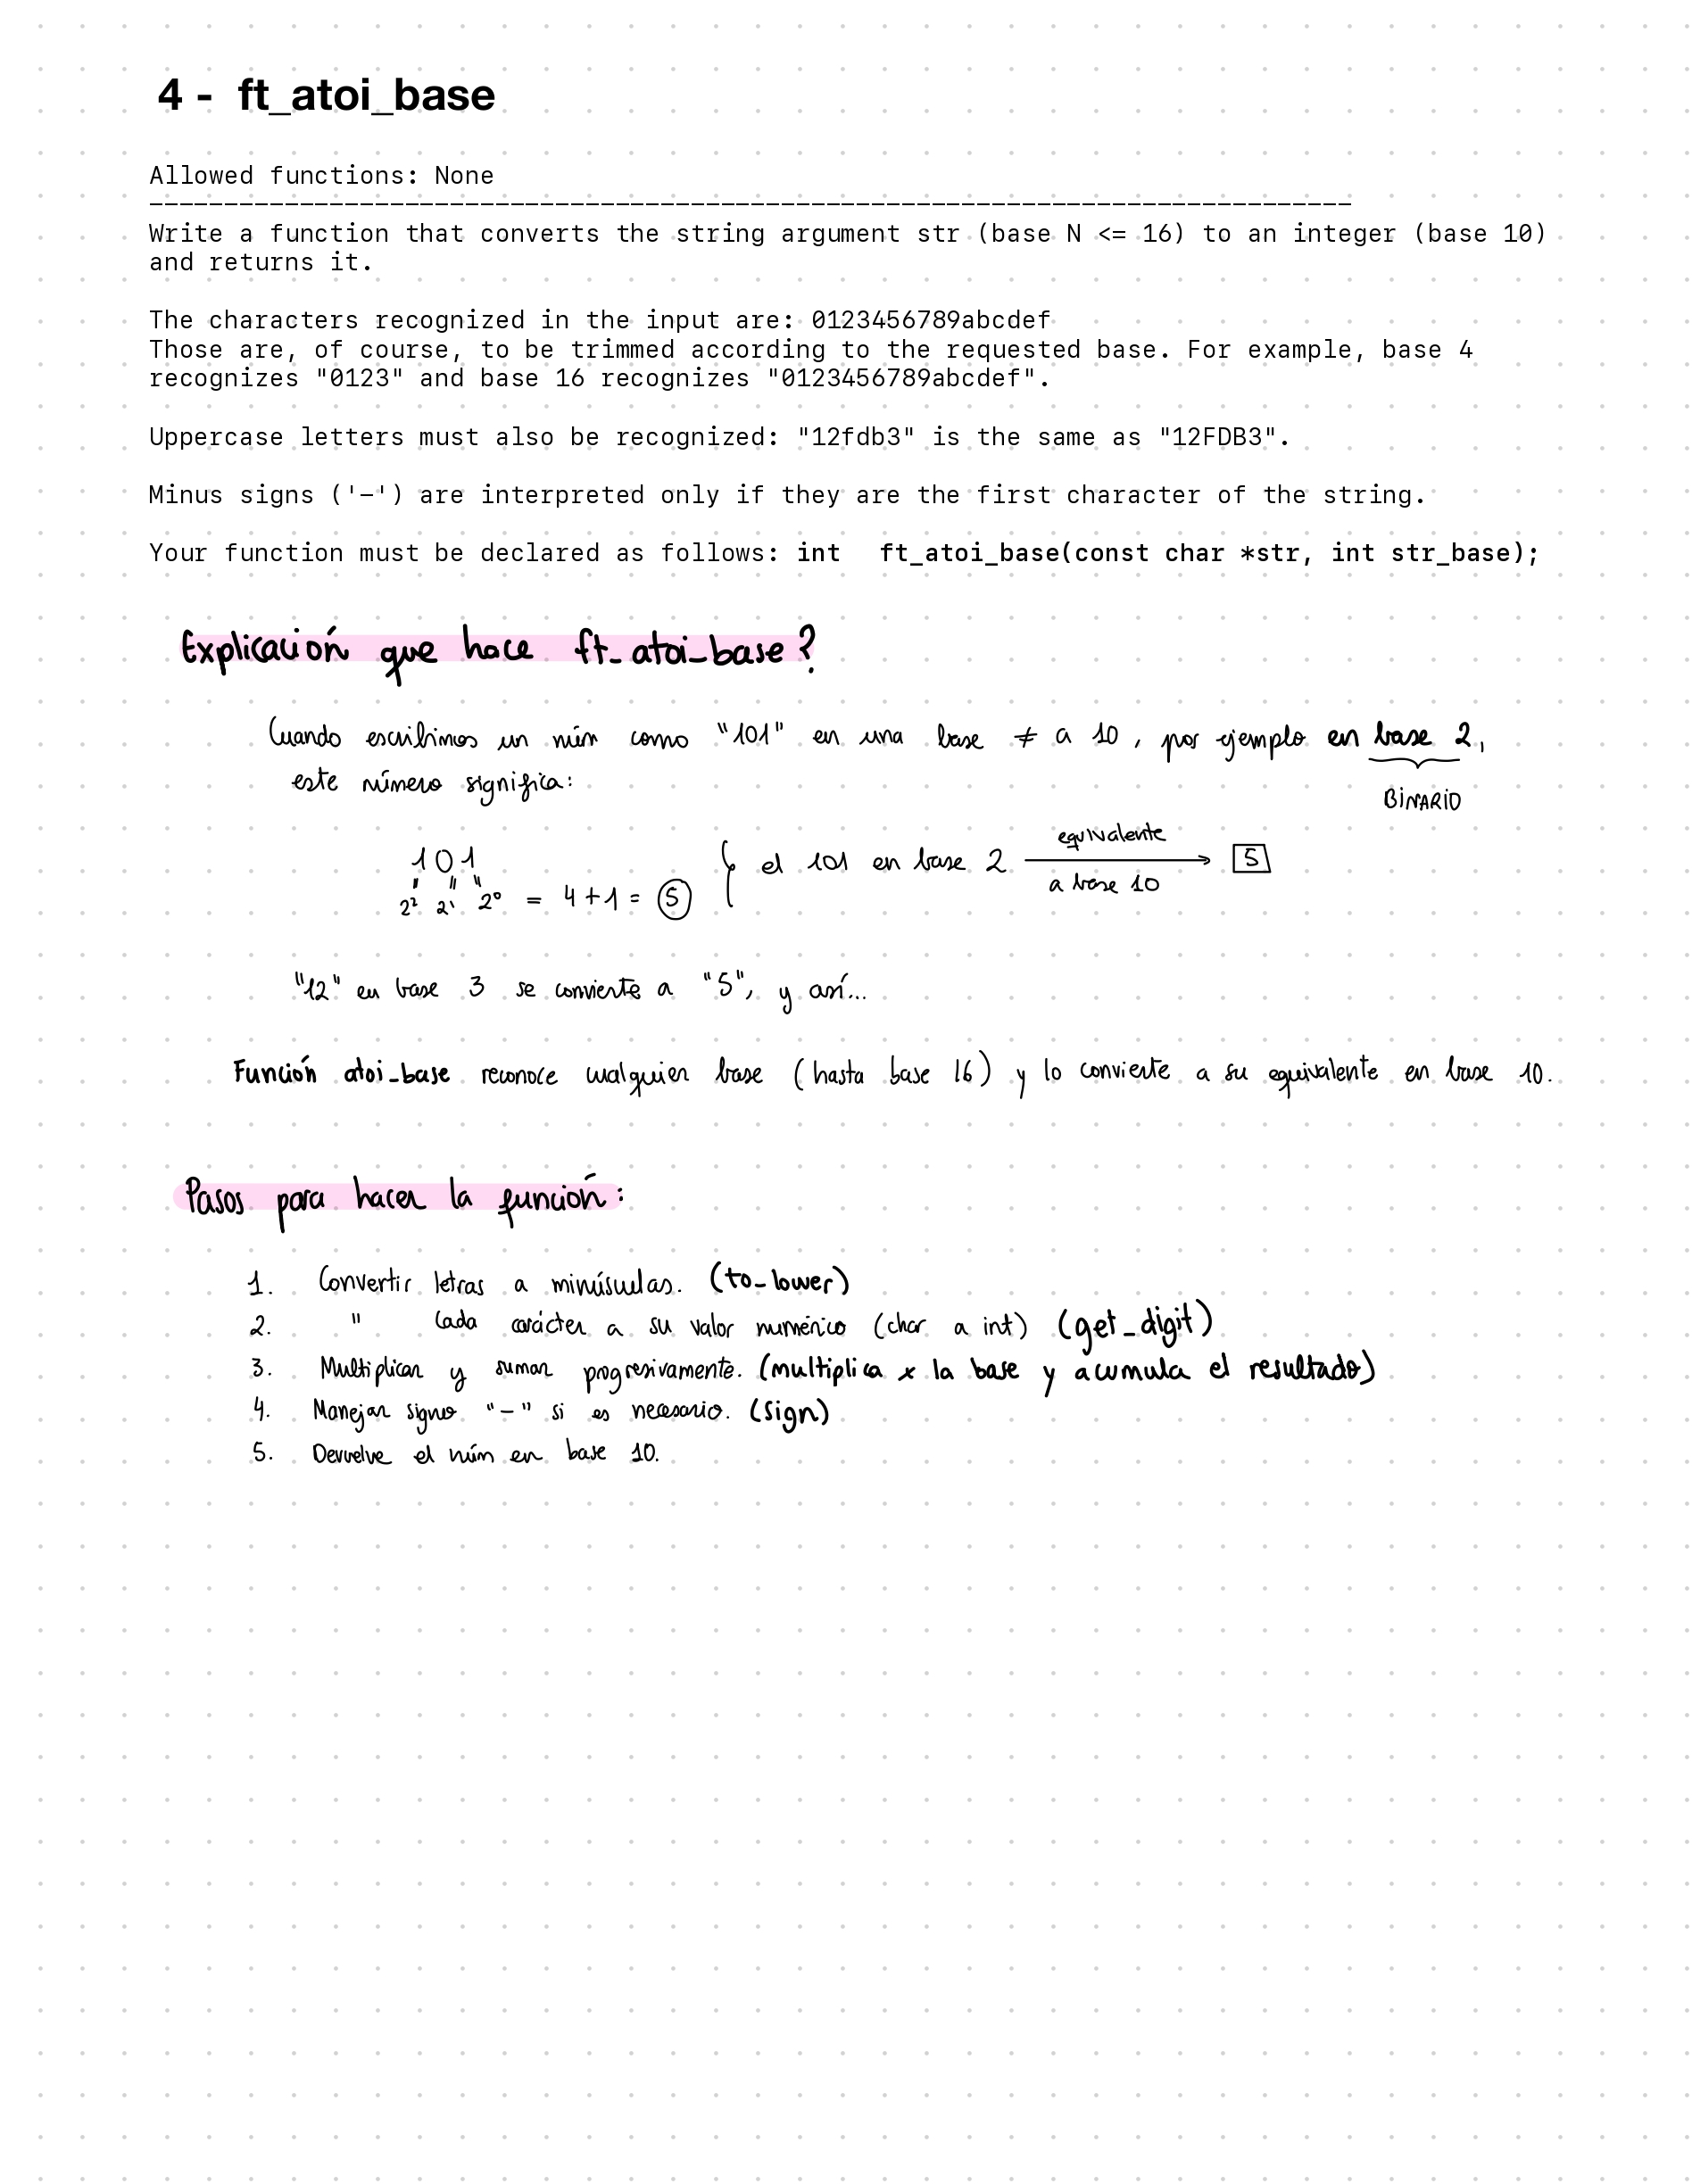 4 - ft_atoi_base
Allowed functions: None
--------------------------------------------------------------------------------
Write a function that converts the string argument str (base N <= 16) to an integer (base 10)
and returns it.
The characters recognized in the input are: 0123456789abcdef
Those are, of course, to be trimmed according to the requested base. For example, base 4
recognizes "0123" and base 16 recognizes "0123456789abcdef".
Uppercase letters must also be recognized: "12fdb3" is the same as "12FDB3".
Minus signs ('-') are interpreted only if they are the first character of the string.
Your function must be declared as follows: int ft_atoi_base(const char *str, int str_base);
Explicación que hace ft_atoi_base?
Cuando escribimos un núm como "101" en una base ≠ a 10, por ejemplo en base 2,
este número significa:
BINARIO
101
2² 2¹ 2⁰ = 4+1 = 5
el 101 en base 2 equivalente a base 10 → 5
"12" en base 3 se convierte a "5", y así...
Función atoi_base reconoce cualquier base (hasta base 16) y lo convierte a su equivalente en base 10.
Pasos para hacer la función:
1. Convertir letras a minúsculas. (to_lower)
2. " cada carácter a su valor numérico (char a int) (get_digit)
3. Multiplicar y sumar progresivamente. (multiplica x la base y acumula el resultado)
4. Manejar signo "-" si es necesario. (sign)
5. Devuelve el núm en base 10.